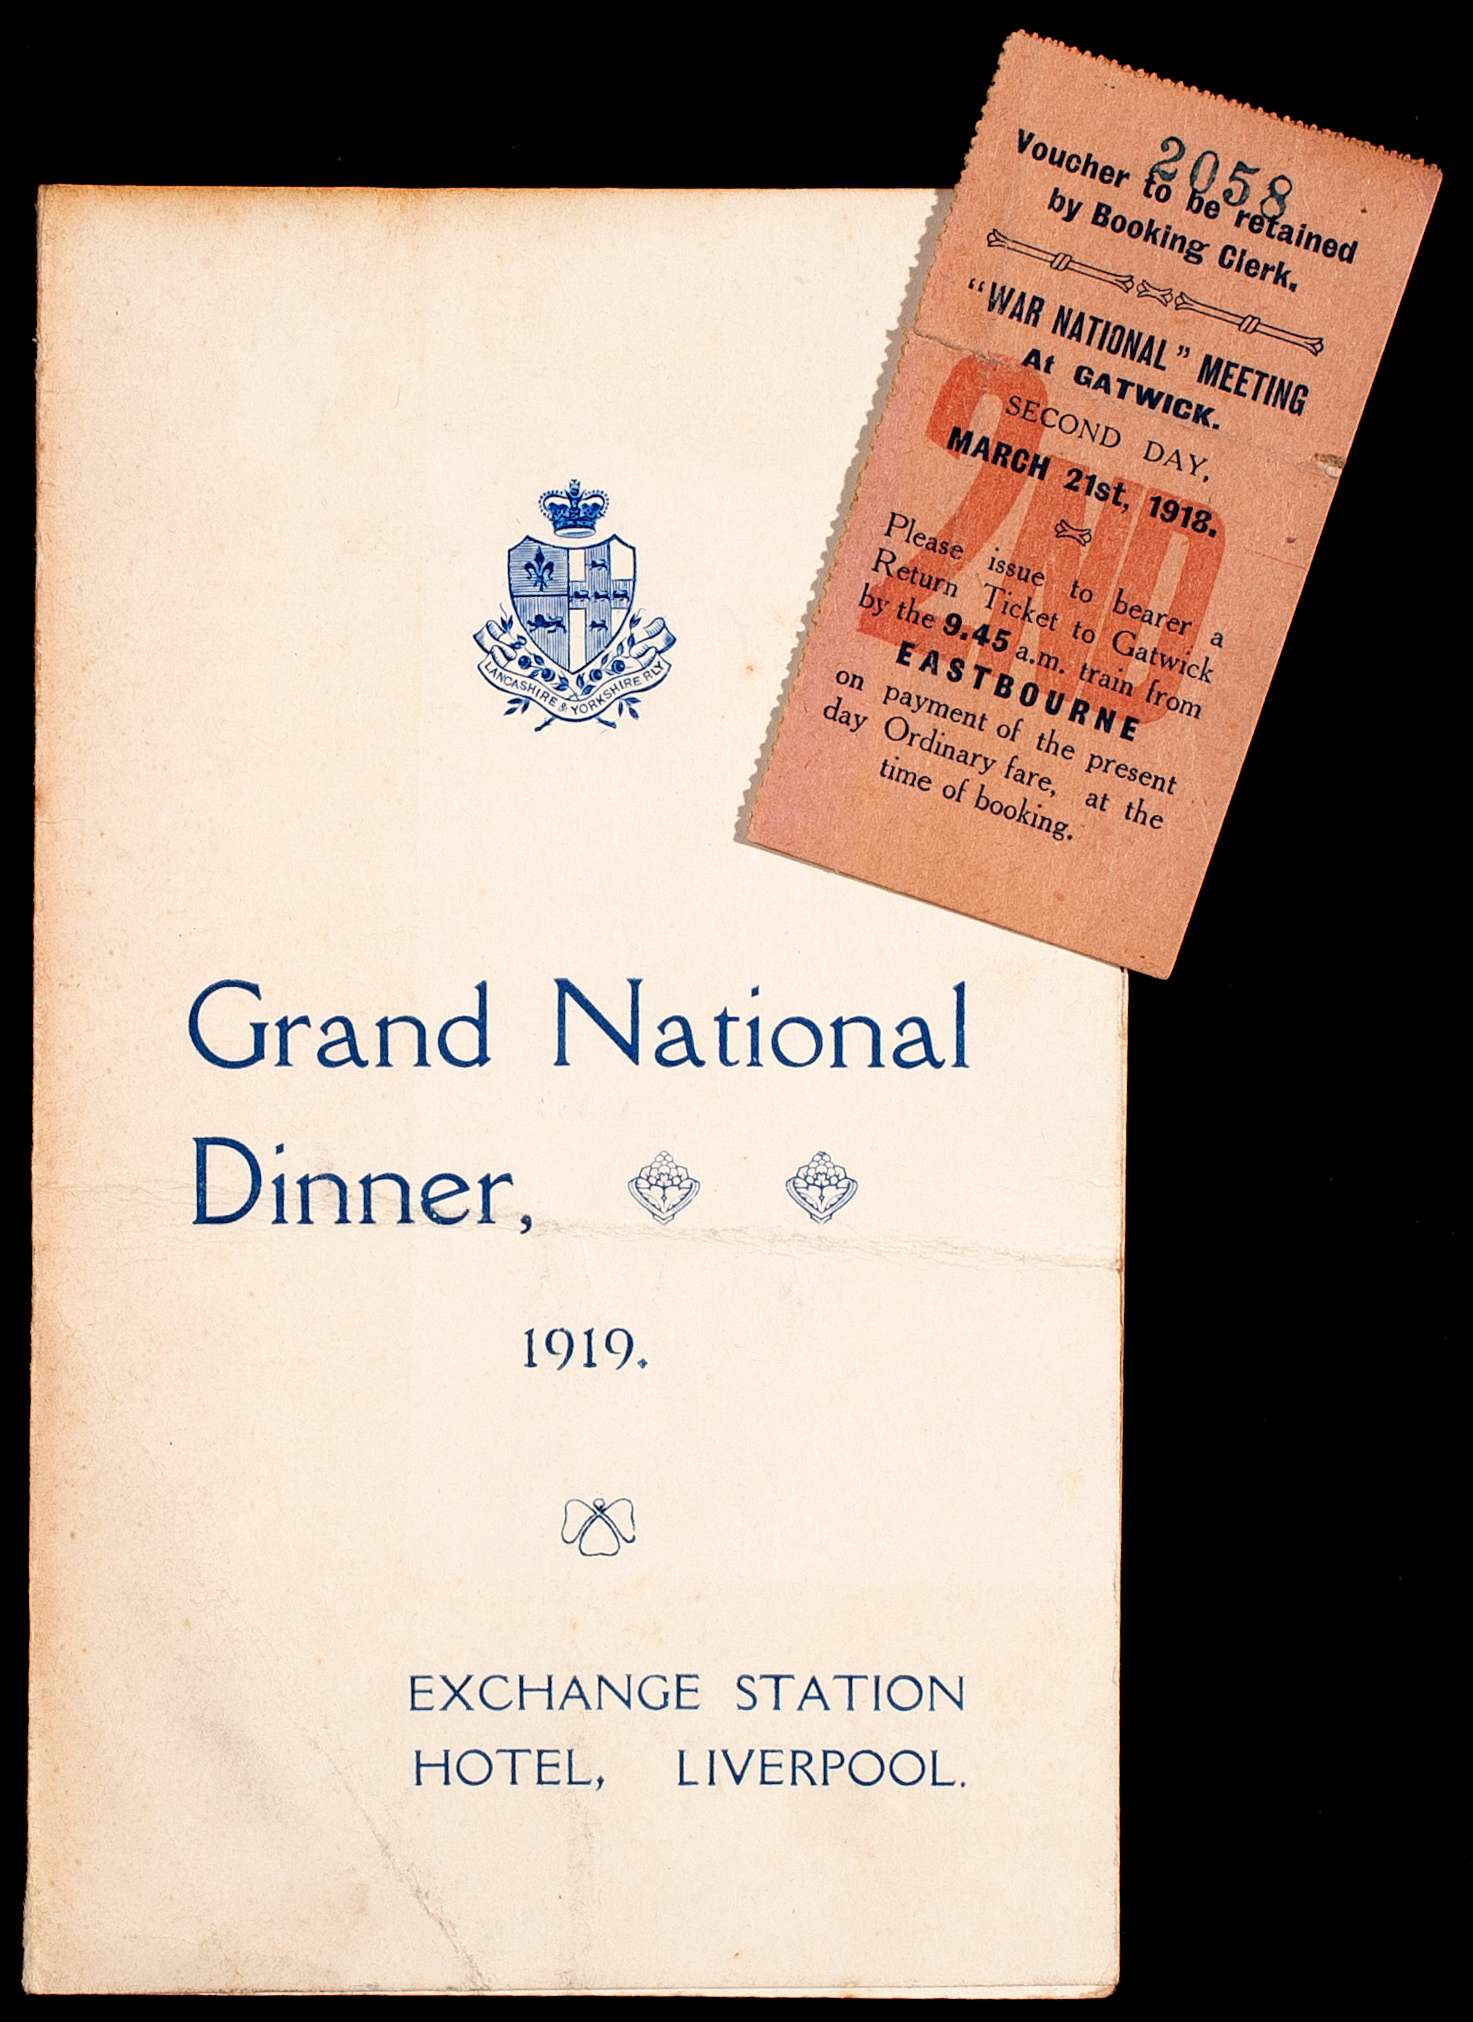 2058
Voucher to be retained
by Booking Clerk.
"WAR NATIONAL" MEETING
At GATWICK.
SECOND DAY,
MARCH 21st, 1918.
2ND
Please issue to bearer a
Return Ticket to Gatwick
by the 9.45 a.m. train from
EASTBOURNE
on payment of the present
day Ordinary fare, at the
time of booking.
LANCASHIRE & YORKSHIRE RLY
Grand National
Dinner,
1919.
EXCHANGE STATION
HOTEL, LIVERPOOL.